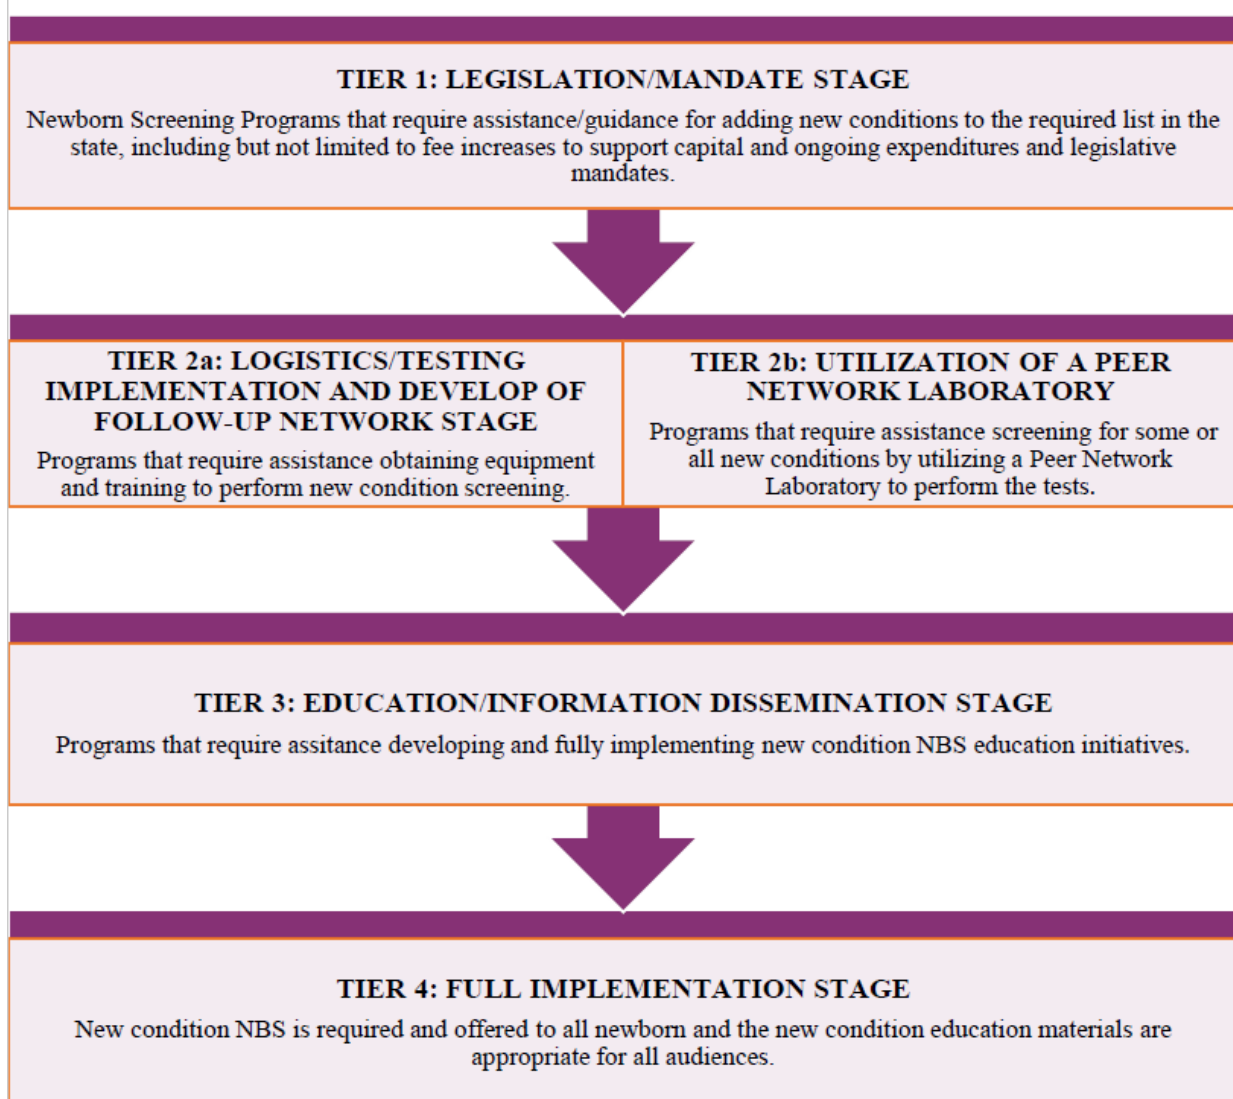 TIER 1: LEGISLATION/MANDATE STAGE
Newborn Screening Programs that require assistance/guidance for adding new conditions to the required list in the
state, including but not limited to fee increases to support capital and ongoing expenditures and legislative
mandates.
TIER 2a: LOGISTICS/TESTING
IMPLEMENTATION AND DEVELOP OF
FOLLOW-UP NETWORK STAGE
Programs that require assistance obtaining equipment
and training to perform new condition screening.
TIER 2b: UTILIZATION OF A PEER
NETWORK LABORATORY
Programs that require assistance screening for some or
all new conditions by utilizing a Peer Network
Laboratory to perform the tests.
TIER 3: EDUCATION/INFORMATION DISSEMINATION STAGE
Programs that require assitance developing and fully implementing new condition NBS education initiatives.
TIER 4: FULL IMPLEMENTATION STAGE
New condition NBS is required and offered to all newborn and the new condition education materials are
appropriate for all audiences.